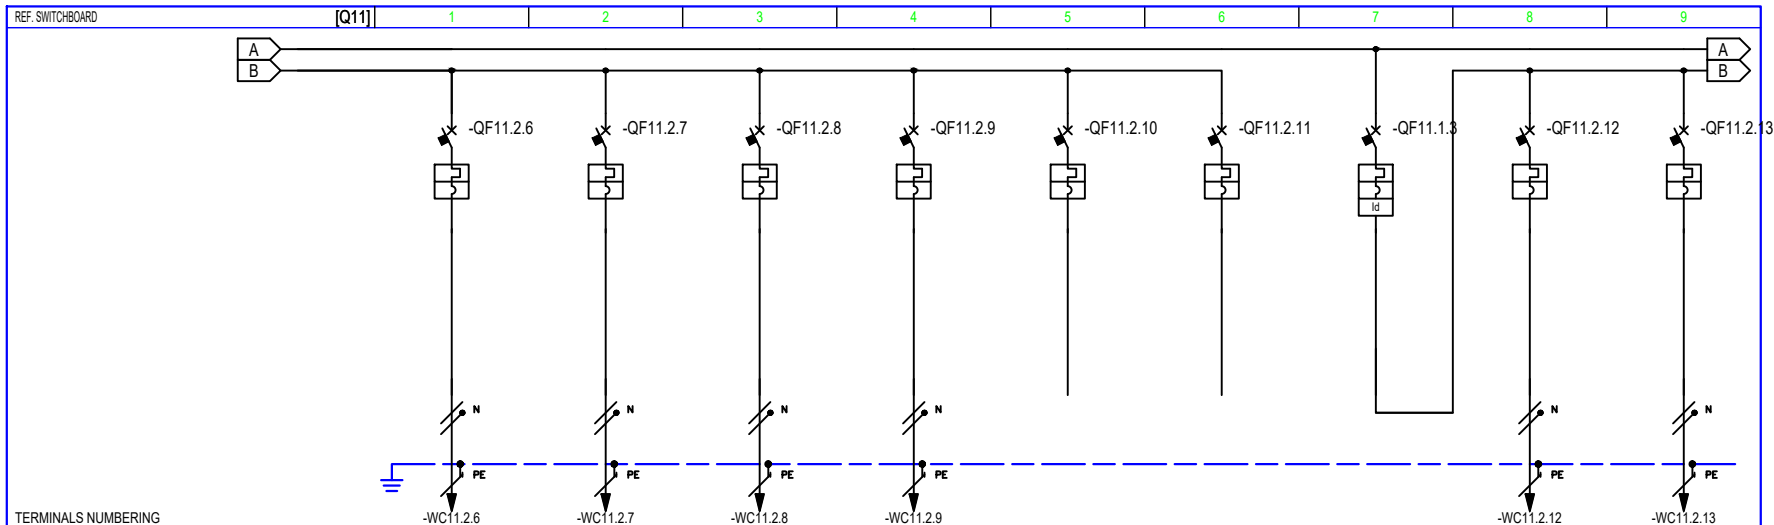 REF. SWITCHBOARD [Q11] 1 2 3 4 5 6 7 8 9
A A
B B
-QF11.2.6 -QF11.2.7 -QF11.2.8 -QF11.2.9 -QF11.2.10 -QF11.2.11 -QF11.1.3 -QF11.2.12 -QF11.2.13
Id
N N N N N N
PE PE PE PE PE PE
TERMINALS NUMBERING -WC11.2.6 -WC11.2.7 -WC11.2.8 -WC11.2.9 -WC11.2.12 -WC11.2.13